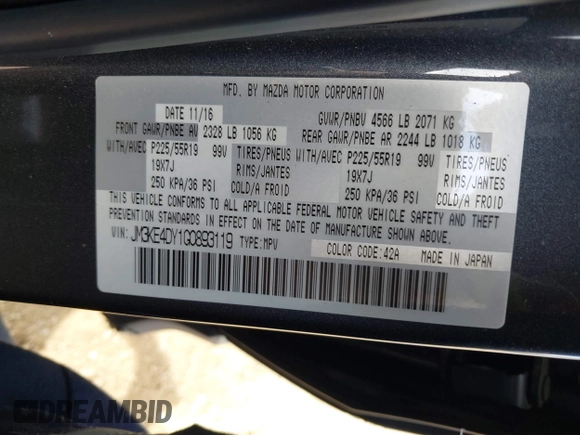 MFD. BY MAZDA MOTOR CORPORATION
DATE 11/16 GVWR/PNBV 4566 LB 2071 KG
FRONT GAWR/PNBE AV 2328 LB 1056 KG REAR GAWR/PNBE AR 2244 LB 1018 KG
WITH/AVEC P225/55R19 99V TIRES/PNEUS WITH/AVEC P225/55R19 99V TIRES/PNEUS
19X7J RIMS/JANTES 19X7J RIMS/JANTES
250 KPA/36 PSI COLD/A FROID 250 KPA/36 PSI COLD/A FROID
THIS VEHICLE CONFORMS TO ALL APPLICABLE FEDERAL MOTOR VEHICLE SAFETY AND THEFT
PREVENTION STANDARDS IN EFFECT ON THE DATE OF MANUFACTURE SHOWN ABOVE.
VIN: JM3KE4DY1G0893119 TYPE:MPV
COLOR CODE:42A MADE IN JAPAN
DREAMBID